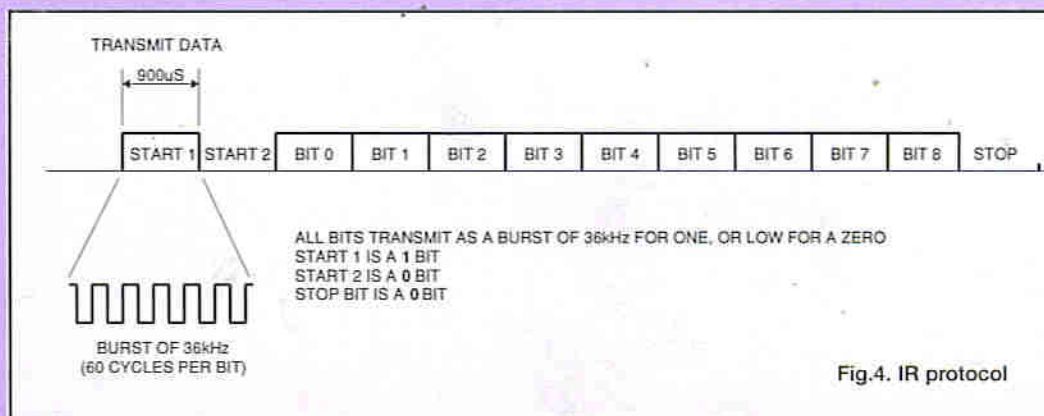 TRANSMIT DATA
900uS
START 1 START 2 BIT 0 BIT 1 BIT 2 BIT 3 BIT 4 BIT 5 BIT 6 BIT 7 BIT 8 STOP
ALL BITS TRANSMIT AS A BURST OF 36kHz FOR ONE, OR LOW FOR A ZERO
START 1 IS A 1 BIT
START 2 IS A 0 BIT
STOP BIT IS A 0 BIT
BURST OF 36kHz
(60 CYCLES PER BIT)
Fig.4. IR protocol